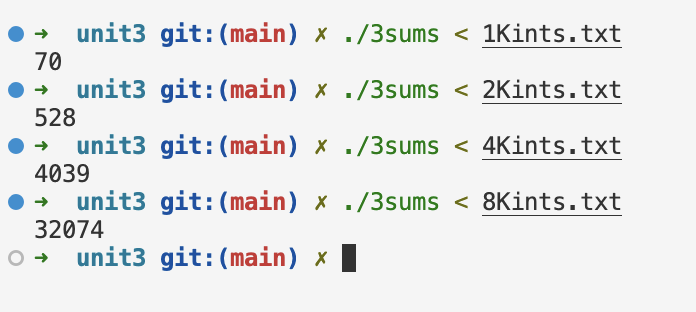 ➜ unit3 git:(main) ✗ ./3sums < 1Kints.txt
70
➜ unit3 git:(main) ✗ ./3sums < 2Kints.txt
528
➜ unit3 git:(main) ✗ ./3sums < 4Kints.txt
4039
➜ unit3 git:(main) ✗ ./3sums < 8Kints.txt
32074
➜ unit3 git:(main) ✗